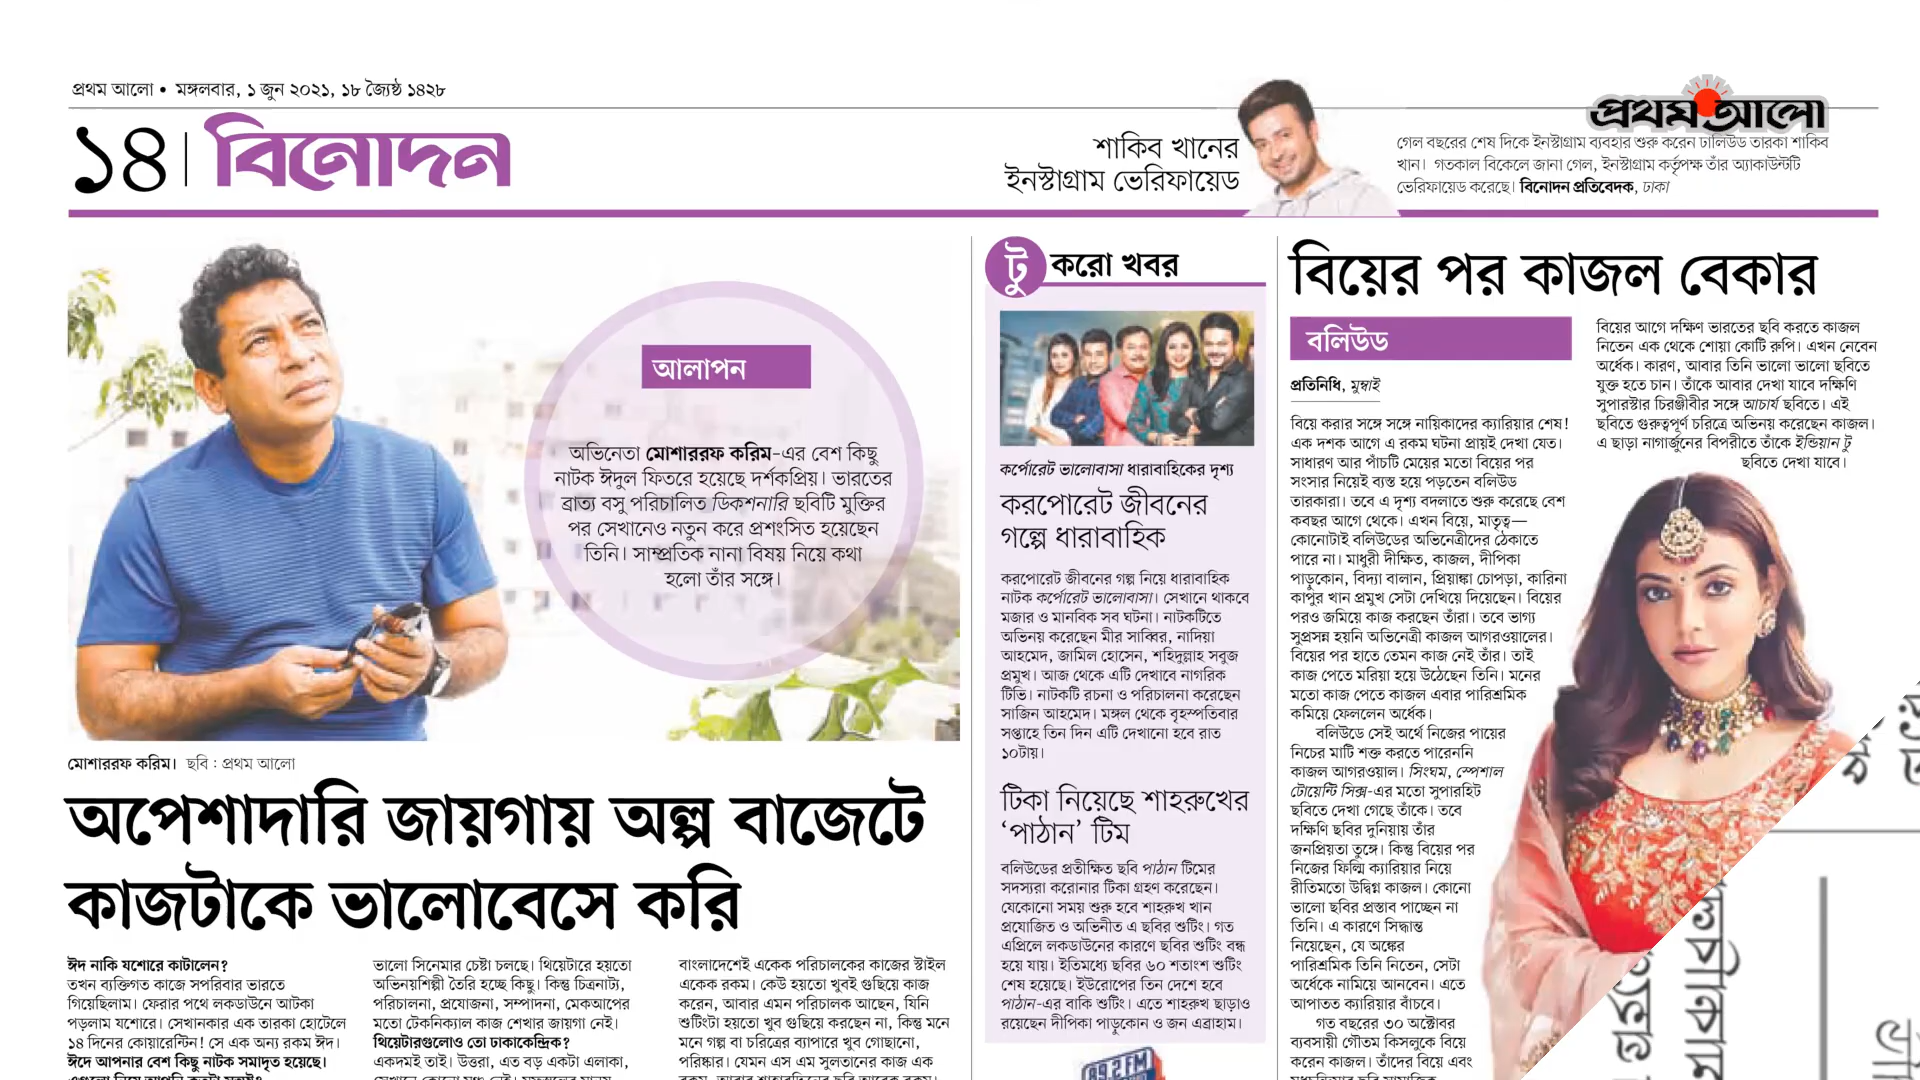 প্রথম আলো • মঙ্গলবার, ১ জুন ২০২১, ১৮ জ্যৈষ্ঠ ১৪২৮
১৪
বিনোদন
শাকিব খানের
ইনস্টাগ্রাম ভেরিফায়েড
প্রথম আলো
গেল বছরের শেষ দিকে ইনস্টাগ্রাম ব্যবহার শুরু করেন ঢালিউড তারকা শাকিব
খান। গতকাল বিকেলে জানা গেল, ইনস্টাগ্রাম কর্তৃপক্ষ তাঁর অ্যাকাউন্টটি
ভেরিফায়েড করেছে। বিনোদন প্রতিবেদক, ঢাকা
আলাপন
অভিনেতা মোশাররফ করিম-এর বেশ কিছু
নাটক ঈদুল ফিতরে হয়েছে দর্শকপ্রিয়। ভারতের
ব্রাত্য বসু পরিচালিত ডিকশনারি ছবিটি মুক্তির
পর সেখানেও নতুন করে প্রশংসিত হয়েছেন
তিনি। সাম্প্রতিক নানা বিষয় নিয়ে কথা
হলো তাঁর সঙ্গে।
মোশাররফ করিম। ছবি : প্রথম আলো
অপেশাদারি জায়গায় অল্প বাজেটে
কাজটাকে ভালোবেসে করি
ঈদ নাকি যশোরে কাটালেন?
তখন ব্যক্তিগত কাজে সপরিবার ভারতে
গিয়েছিলাম। ফেরার পথে লকডাউনে আটকা
পড়লাম যশোরে। সেখানকার এক তারকা হোটেলে
১৪ দিনের কোয়ারেন্টিন! সে এক অন্য রকম ঈদ।
ঈদে আপনার বেশ কিছু নাটক সমাদৃত হয়েছে।
ভালো সিনেমার চেষ্টা চলছে। থিয়েটারে হয়তো
অভিনয়শিল্পী তৈরি হচ্ছে কিছু। কিন্তু চিত্রনাট্য,
পরিচালনা, প্রযোজনা, সম্পাদনা, মেকআপের
মতো টেকনিক্যাল কাজ শেখার জায়গা নেই।
থিয়েটারগুলোও তো ঢাকাকেন্দ্রিক?
একদমই তাই। উত্তরা, এত বড় একটা এলাকা,
বাংলাদেশেই একেক পরিচালকের কাজের স্টাইল
একেক রকম। কেউ হয়তো খুবই গুছিয়ে কাজ
করেন, আবার এমন পরিচালক আছেন, যিনি
শুটিংটা হয়তো খুব গুছিয়ে করছেন না, কিন্তু মনে
মনে গল্প বা চরিত্রের ব্যাপারে খুব গোছানো,
পরিষ্কার। যেমন এস এম সুলতানের কাজ এক
টুকরো খবর
কর্পোরেট ভালোবাসা ধারাবাহিকের দৃশ্য
করপোরেট জীবনের
গল্পে ধারাবাহিক
করপোরেট জীবনের গল্প নিয়ে ধারাবাহিক
নাটক কর্পোরেট ভালোবাসা। সেখানে থাকবে
মজার ও মানবিক সব ঘটনা। নাটকটিতে
অভিনয় করেছেন মীর সাব্বির, নাদিয়া
আহমেদ, জামিল হোসেন, শহিদুল্লাহ সবুজ
প্রমুখ। আজ থেকে এটি দেখাবে নাগরিক
টিভি। নাটকটি রচনা ও পরিচালনা করেছেন
সাজিন আহমেদ। মঙ্গল থেকে বৃহস্পতিবার
সপ্তাহে তিন দিন এটি দেখানো হবে রাত
১০টায়।
টিকা নিয়েছে শাহরুখের
‘পাঠান’ টিম
বলিউডের প্রতীক্ষিত ছবি পাঠান টিমের
সদস্যরা করোনার টিকা গ্রহণ করেছেন।
যেকোনো সময় শুরু হবে শাহরুখ খান
প্রযোজিত ও অভিনীত এ ছবির শুটিং। গত
এপ্রিলে লকডাউনের কারণে ছবির শুটিং বন্ধ
হয়ে যায়। ইতিমধ্যে ছবির ৬০ শতাংশ শুটিং
শেষ হয়েছে। ইউরোপের তিন দেশে হবে
পাঠান-এর বাকি শুটিং। এতে শাহরুখ ছাড়াও
রয়েছেন দীপিকা পাড়ুকোন ও জন এব্রাহাম।
বিয়ের পর কাজল বেকার
বলিউড
প্রতিনিধি, মুম্বাই
বিয়ে করার সঙ্গে সঙ্গে নায়িকাদের ক্যারিয়ার শেষ!
এক দশক আগে এ রকম ঘটনা প্রায়ই দেখা যেত।
সাধারণ আর পাঁচটি মেয়ের মতো বিয়ের পর
সংসার নিয়েই ব্যস্ত হয়ে পড়তেন বলিউড
তারকারা। তবে এ দৃশ্য বদলাতে শুরু করেছে বেশ
কবছর আগে থেকে। এখন বিয়ে, মাতৃত্ব—
কোনোটাই বলিউডের অভিনেত্রীদের ঠেকাতে
পারে না। মাধুরী দীক্ষিত, কাজল, দীপিকা
পাড়ুকোন, বিদ্যা বালান, প্রিয়াঙ্কা চোপড়া, কারিনা
কাপুর খান প্রমুখ সেটা দেখিয়ে দিয়েছেন। বিয়ের
পরও জমিয়ে কাজ করছেন তাঁরা। তবে ভাগ্য
সুপ্রসন্ন হয়নি অভিনেত্রী কাজল আগরওয়ালের।
বিয়ের পর হাতে তেমন কাজ নেই তাঁর। তাই
কাজ পেতে মরিয়া হয়ে উঠেছেন তিনি। মনের
মতো কাজ পেতে কাজল এবার পারিশ্রমিক
কমিয়ে ফেললেন অর্ধেক।
বলিউডে সেই অর্থে নিজের পায়ের
নিচের মাটি শক্ত করতে পারেননি
কাজল আগরওয়াল। সিংঘম, স্পেশাল
টোয়েন্টি সিক্স-এর মতো সুপারহিট
ছবিতে দেখা গেছে তাঁকে। তবে
দক্ষিণি ছবির দুনিয়ায় তাঁর
জনপ্রিয়তা তুঙ্গে। কিন্তু বিয়ের পর
নিজের ফিল্মি ক্যারিয়ার নিয়ে
রীতিমতো উদ্বিগ্ন কাজল। কোনো
ভালো ছবির প্রস্তাব পাচ্ছেন না
তিনি। এ কারণে সিদ্ধান্ত
নিয়েছেন, যে অঙ্কের
পারিশ্রমিক তিনি নিতেন, সেটা
অর্ধেকে নামিয়ে আনবেন। এতে
আপাতত ক্যারিয়ার বাঁচবে।
গত বছরের ৩০ অক্টোবর
ব্যবসায়ী গৌতম কিসলুকে বিয়ে
করেন কাজল। তাঁদের বিয়ে এবং
বিয়ের আগে দক্ষিণ ভারতের ছবি করতে কাজল
নিতেন এক থেকে শোয়া কোটি রুপি। এখন নেবেন
অর্ধেক। কারণ, আবার তিনি ভালো ভালো ছবিতে
যুক্ত হতে চান। তাঁকে আবার দেখা যাবে দক্ষিণি
সুপারস্টার চিরঞ্জীবীর সঙ্গে আচার্য ছবিতে। এই
ছবিতে গুরুত্বপূর্ণ চরিত্রে অভিনয় করেছেন কাজল।
এ ছাড়া নাগার্জুনের বিপরীতে তাঁকে ইন্ডিয়ান টু
ছবিতে দেখা যাবে।